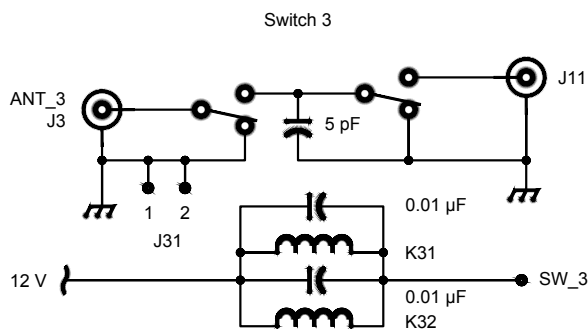 Switch 3
ANT_3
J3
J11
5 pF
1 2
J31
0.01 µF
K31
12 V
SW_3
0.01 µF
K32